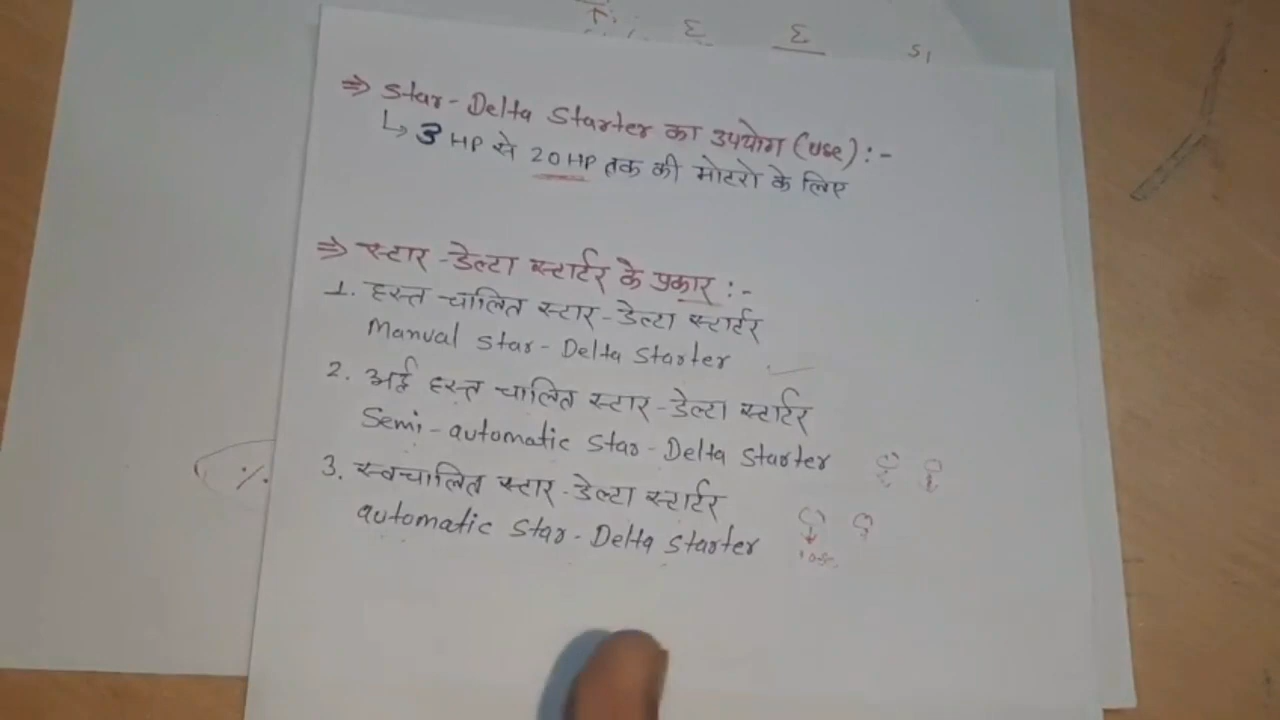 S1
⇒ Star-Delta Starter का उपयोग (use) :-
↳ 3 HP से 20 HP तक की मोटरो के लिए
⇒ स्टार-डेल्टा स्टार्टर के प्रकार :-
1. हस्त चालित स्टार-डेल्टा स्टार्टर
Manual Star-Delta Starter
2. अर्द्ध हस्त चालित स्टार-डेल्टा स्टार्टर
Semi-automatic Star-Delta Starter
3. स्वचालित स्टार-डेल्टा स्टार्टर
automatic Star-Delta Starter
%.